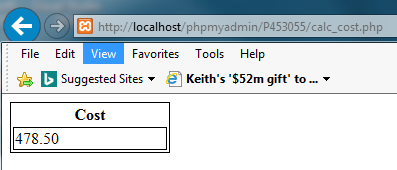 http://localhost/phpmyadmin/P453055/calc_cost.php
File Edit View Favorites Tools Help
Suggested Sites Keith's '$52m gift' to ...
Cost
478.50